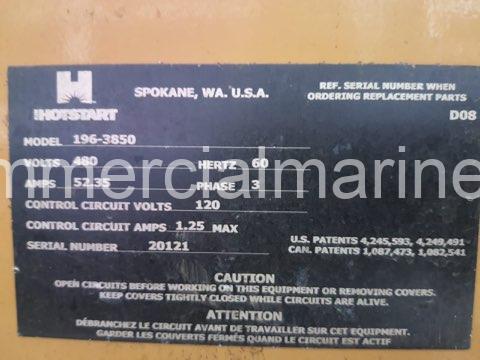 HOTSTART
SPOKANE, WA. U.S.A.
REF. SERIAL NUMBER WHEN
ORDERING REPLACEMENT PARTS
D08
MODEL 196-3850
VOLTS 480 HERTZ 60
AMPS 52.35 PHASE 3
CONTROL CIRCUIT VOLTS 120
CONTROL CIRCUIT AMPS 1.25 MAX
SERIAL NUMBER 20121
U.S. PATENTS 4,245,593, 4,249,491
CAN. PATENTS 1,087,473, 1,082,541
CAUTION
OPEN CIRCUITS BEFORE WORKING ON THIS EQUIPMENT OR REMOVING COVERS.
KEEP COVERS TIGHTLY CLOSED WHILE CIRCUITS ARE ALIVE.
ATTENTION
DÉBRANCHEZ LE CIRCUIT AVANT DE TRAVAILLER SUR CET EQUIPMENT.
GARDER LES COUVERTS FERMÉS QUAND LE CIRCUIT EST ACTIF
mmercialmarine